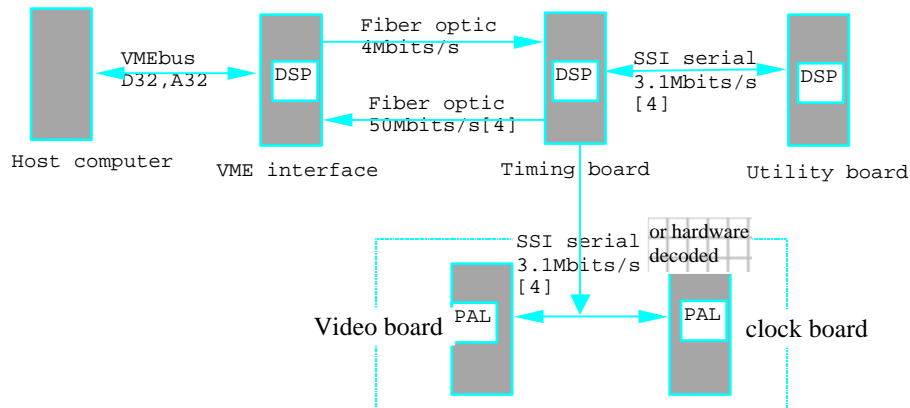 Fiber optic
4Mbits/s
VMEbus
D32,A32
DSP
DSP
SSI serial
3.1Mbits/s
[4]
DSP
Fiber optic
50Mbits/s[4]
Host computer
VME interface
Timing board
Utility board
SSI serial
3.1Mbits/s
[4]
or hardware
decoded
Video board
PAL
PAL
clock board